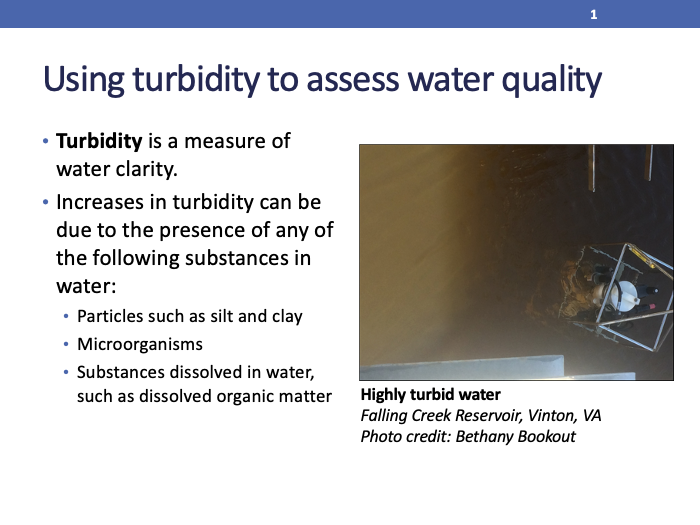 1
Using turbidity to assess water quality
• Turbidity is a measure of
water clarity.
• Increases in turbidity can be
due to the presence of any of
the following substances in
water:
• Particles such as silt and clay
• Microorganisms
• Substances dissolved in water,
such as dissolved organic matter
Highly turbid water
Falling Creek Reservoir, Vinton, VA
Photo credit: Bethany Bookout